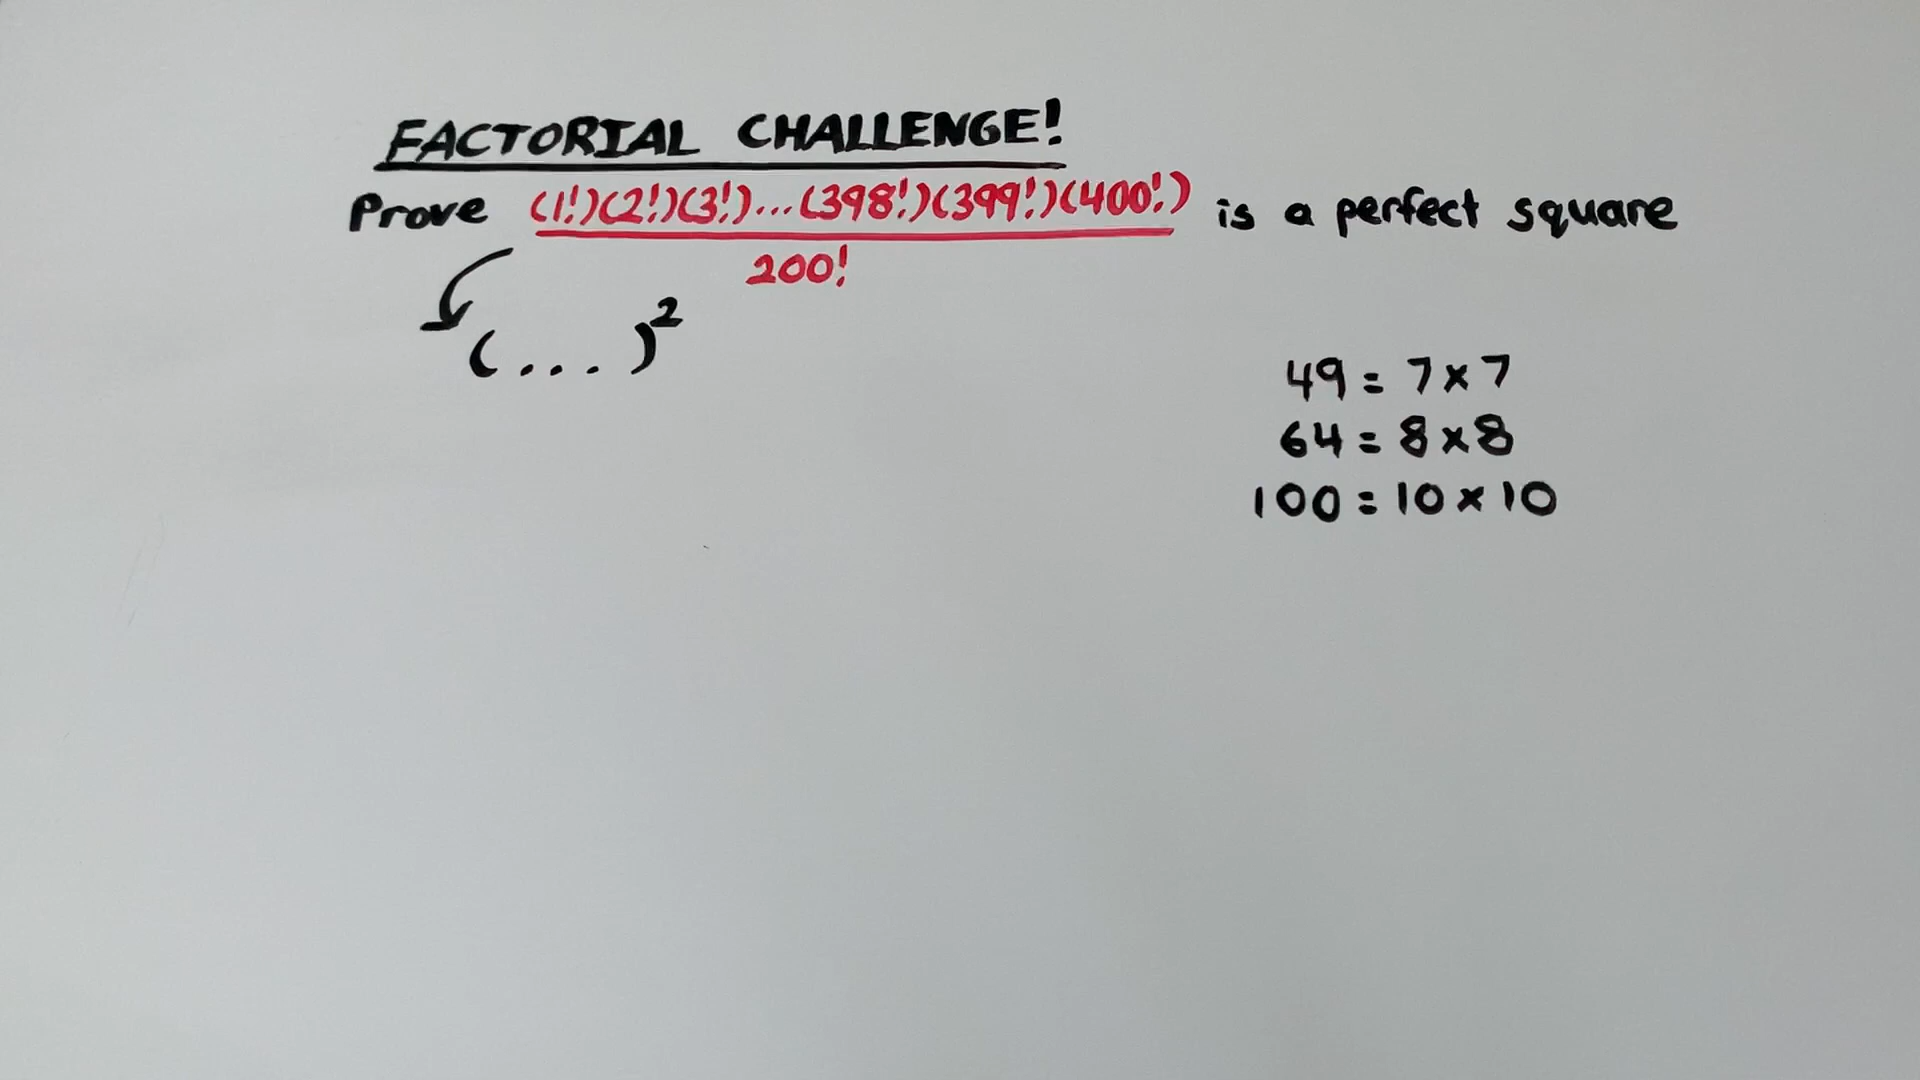 FACTORIAL CHALLENGE!
Prove (1!)(2!)(3!)...(398!)(399!)(400!) is a perfect square
200!
(...)²
49 = 7×7
64 = 8×8
100 = 10×10